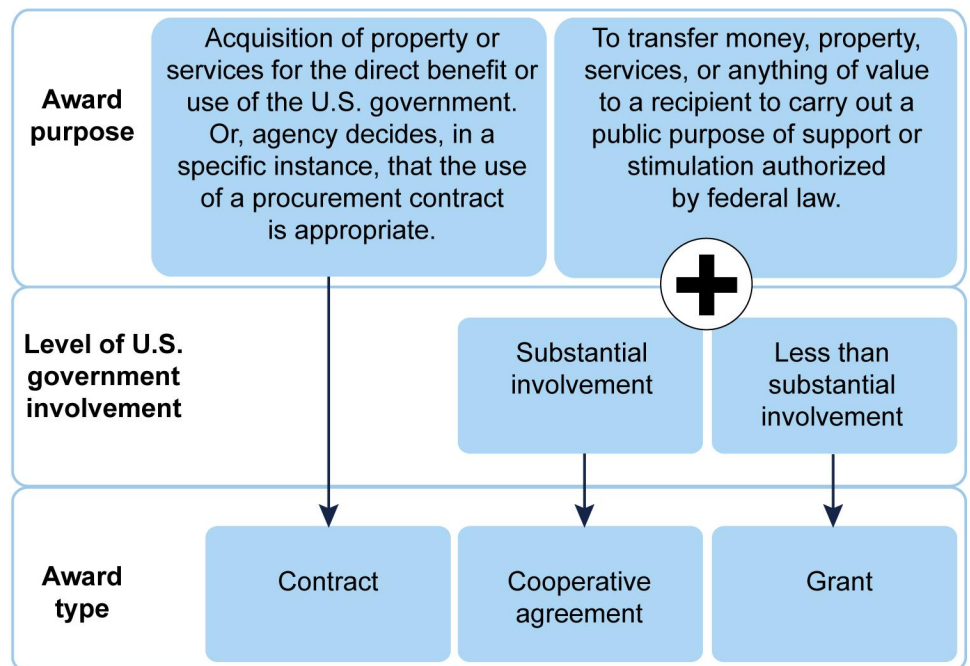 Award
purpose
Acquisition of property or
services for the direct benefit or
use of the U.S. government.
Or, agency decides, in a
specific instance, that the use
of a procurement contract
is appropriate.
To transfer money, property,
services, or anything of value
to a recipient to carry out a
public purpose of support or
stimulation authorized
by federal law.
Level of U.S.
government
involvement
Substantial
involvement
Less than
substantial
involvement
Award
type
Contract
Cooperative
agreement
Grant